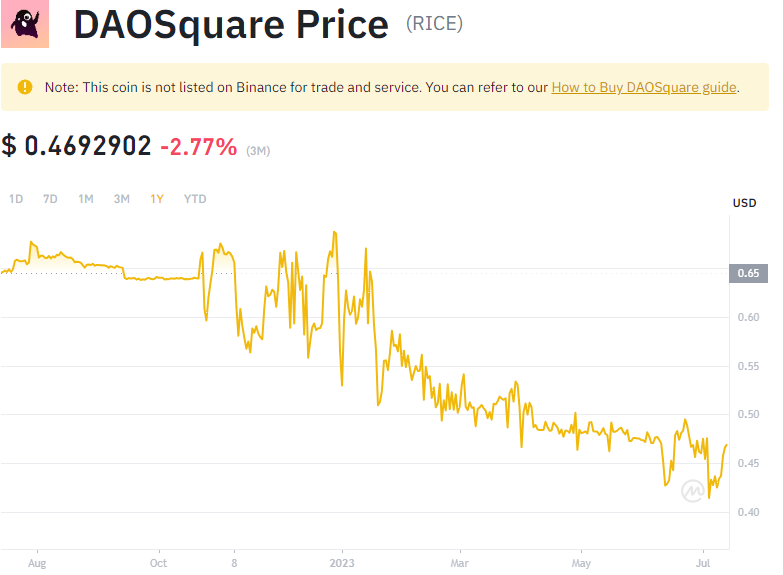 DAOSquare Price (RICE)
Note: This coin is not listed on Binance for trade and service. You can refer to our How to Buy DAOSquare guide.
$ 0.4692902 -2.77% (3M)
1D 7D 1M 3M 1Y YTD
USD
0.65
0.60
0.55
0.50
0.45
0.40
Aug Oct 8 2023 Mar May Jul